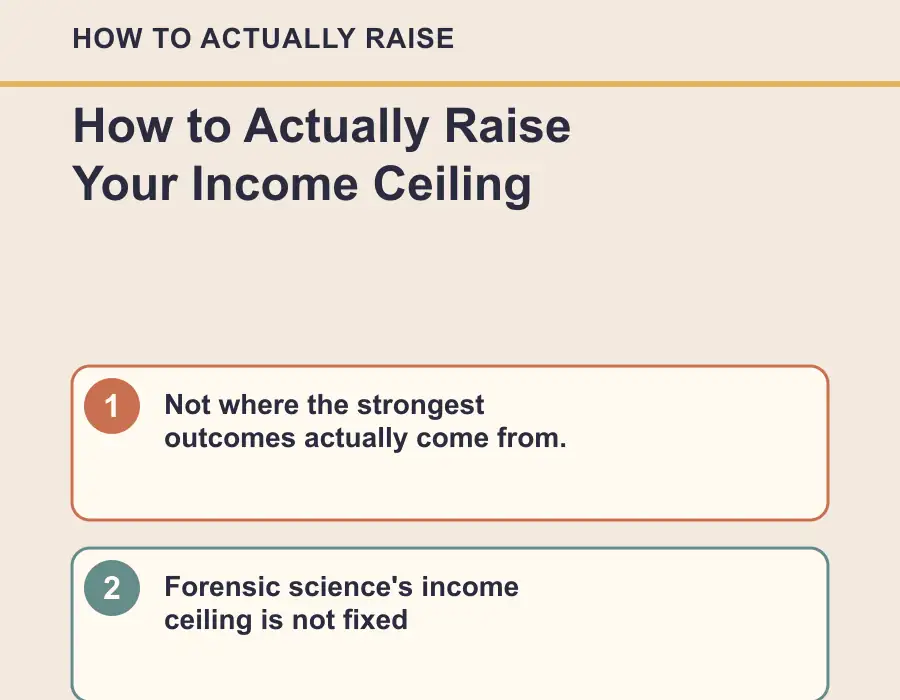 HOW TO ACTUALLY RAISE
How to Actually Raise
Your Income Ceiling
1
Not where the strongest
outcomes actually come from.
2
Forensic science's income
ceiling is not fixed